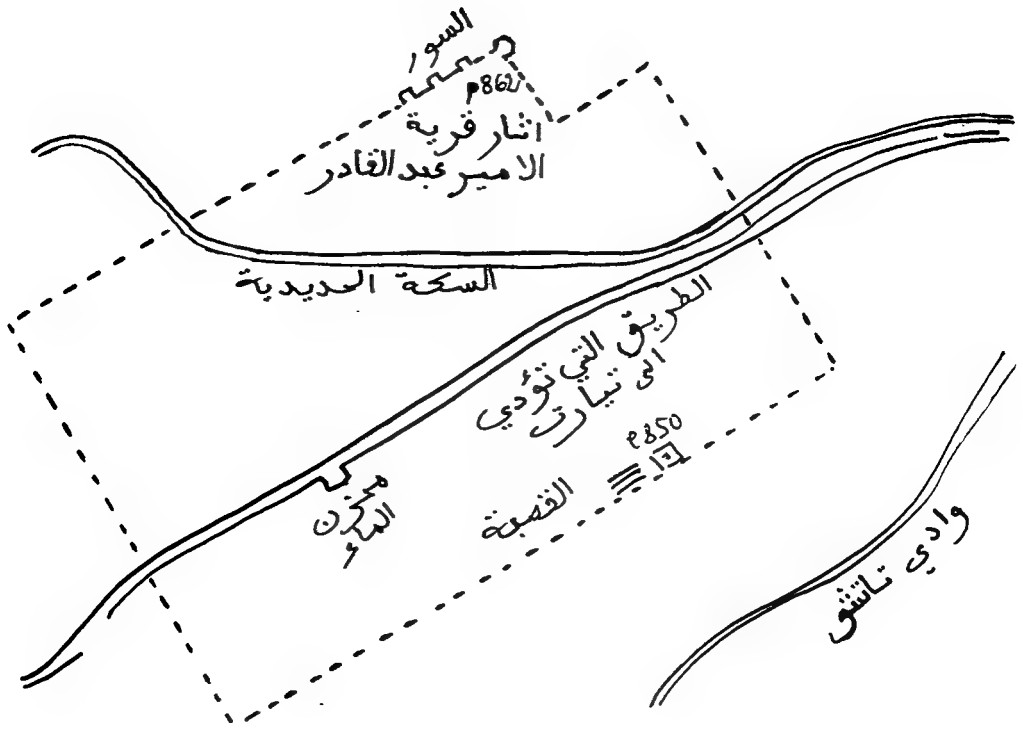 السور
862م
اثار قرية
الامير عبد القادر
السكة الحديدية
الطريق التي تؤدي
الى تيارت
850م
القصبة
مخزن
الماء
وادي تاتشو